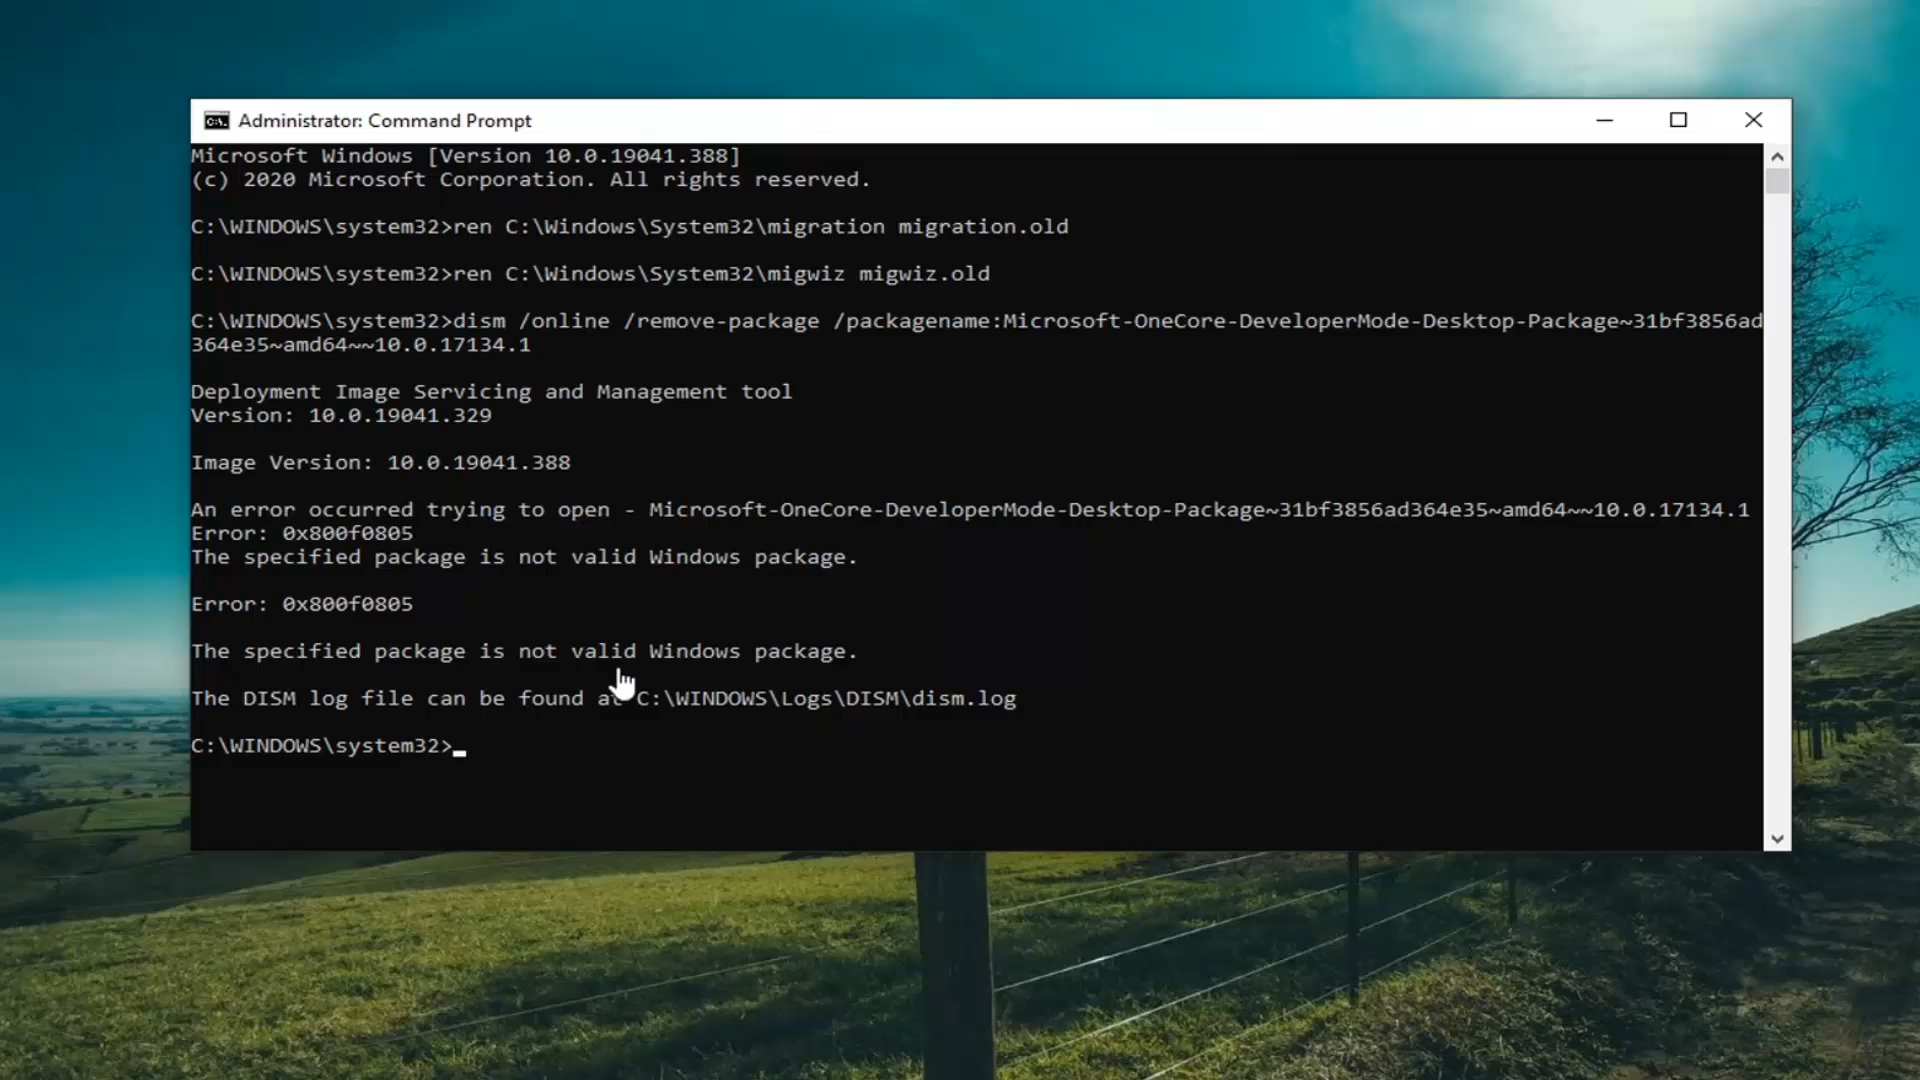 Administrator: Command Prompt
Microsoft Windows [Version 10.0.19041.388]
(c) 2020 Microsoft Corporation. All rights reserved.
C:\WINDOWS\system32>ren C:\Windows\System32\migration migration.old
C:\WINDOWS\system32>ren C:\Windows\System32\migwiz migwiz.old
C:\WINDOWS\system32>dism /online /remove-package /packagename:Microsoft-OneCore-DeveloperMode-Desktop-Package~31bf3856ad
364e35~amd64~~10.0.17134.1
Deployment Image Servicing and Management tool
Version: 10.0.19041.329
Image Version: 10.0.19041.388
An error occurred trying to open - Microsoft-OneCore-DeveloperMode-Desktop-Package~31bf3856ad364e35~amd64~~10.0.17134.1
Error: 0x800f0805
The specified package is not valid Windows package.
Error: 0x800f0805
The specified package is not valid Windows package.
The DISM log file can be found at C:\WINDOWS\Logs\DISM\dism.log
C:\WINDOWS\system32>